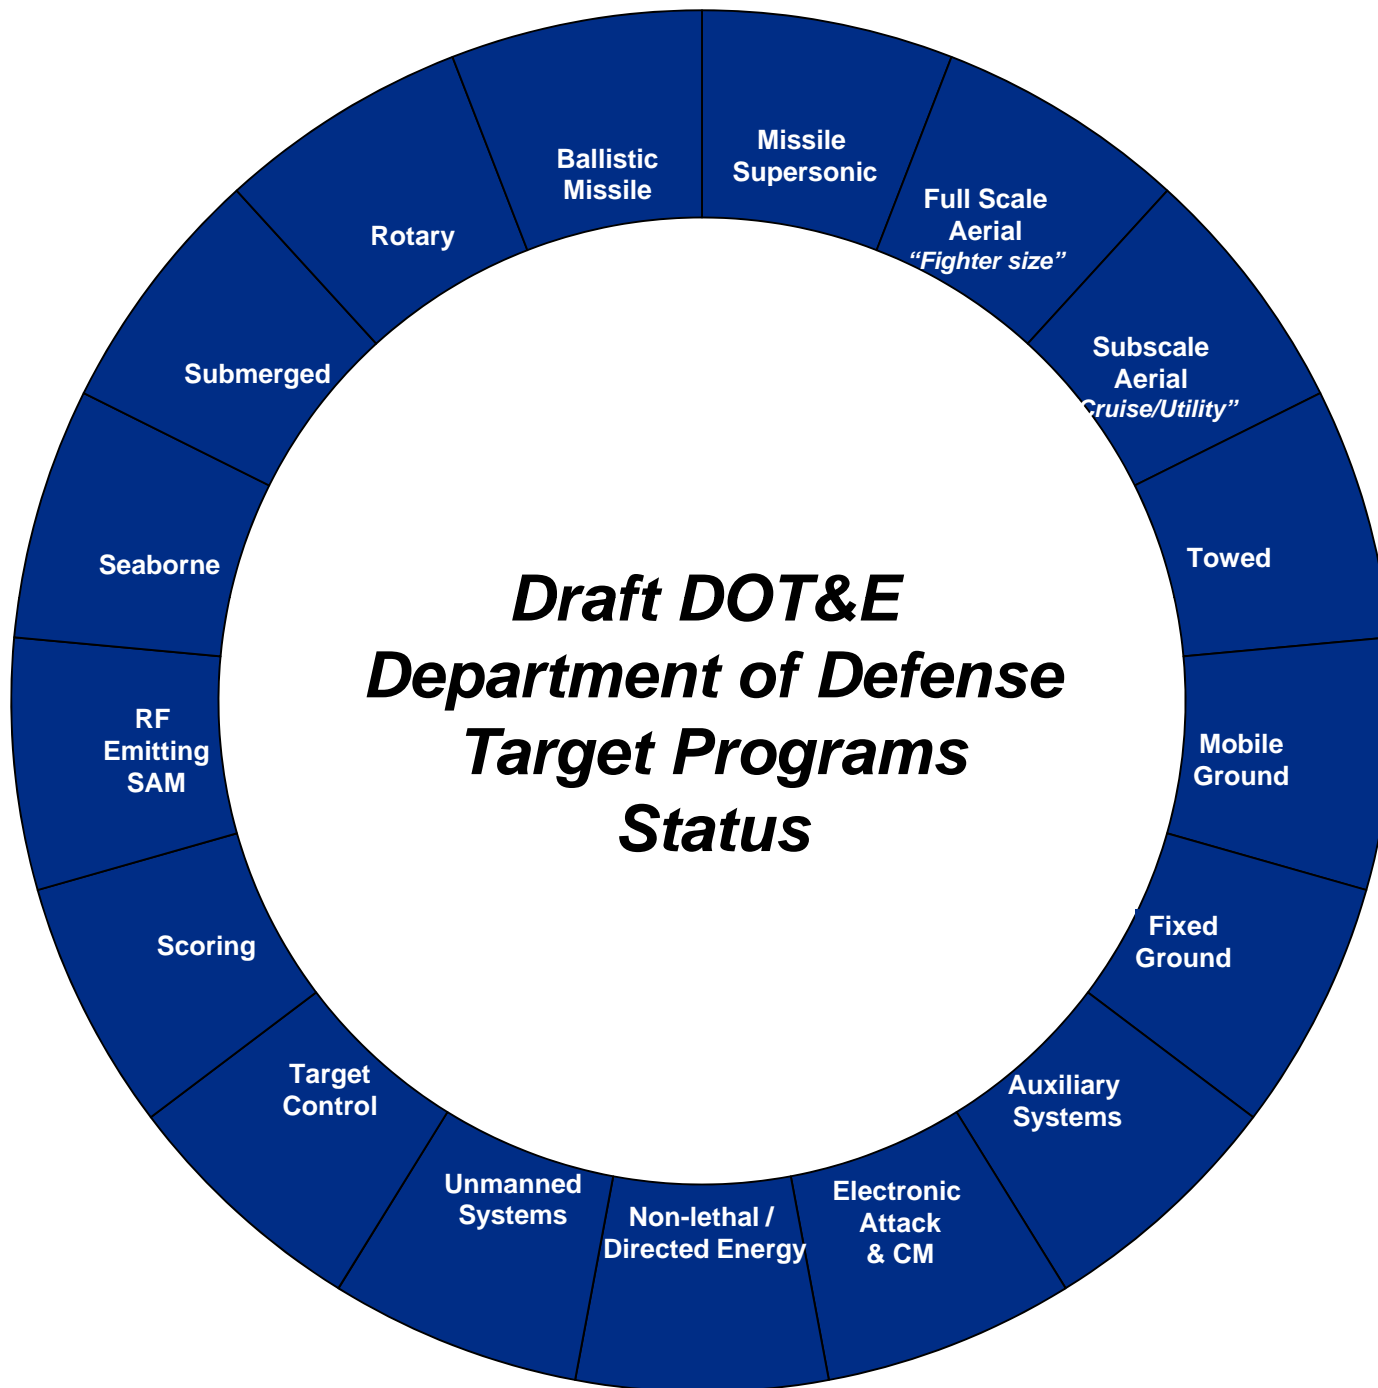 Missile
Supersonic
Full Scale
Aerial
“Fighter size”
Subscale
Aerial
Cruise/Utility”
Towed
Mobile
Ground
Fixed
Ground
Auxiliary
Systems
Electronic
Attack
& CM
Non-lethal /
Directed Energy
Unmanned
Systems
Target
Control
Scoring
RF
Emitting
SAM
Seaborne
Submerged
Rotary
Ballistic
Missile
Draft DOT&E
Department of Defense
Target Programs
Status